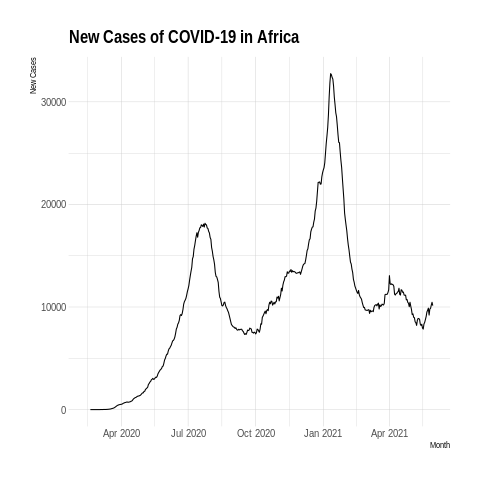 New Cases of COVID-19 in Africa
New Cases
30000
20000
10000
0
Apr 2020 Jul 2020 Oct 2020 Jan 2021 Apr 2021
Month